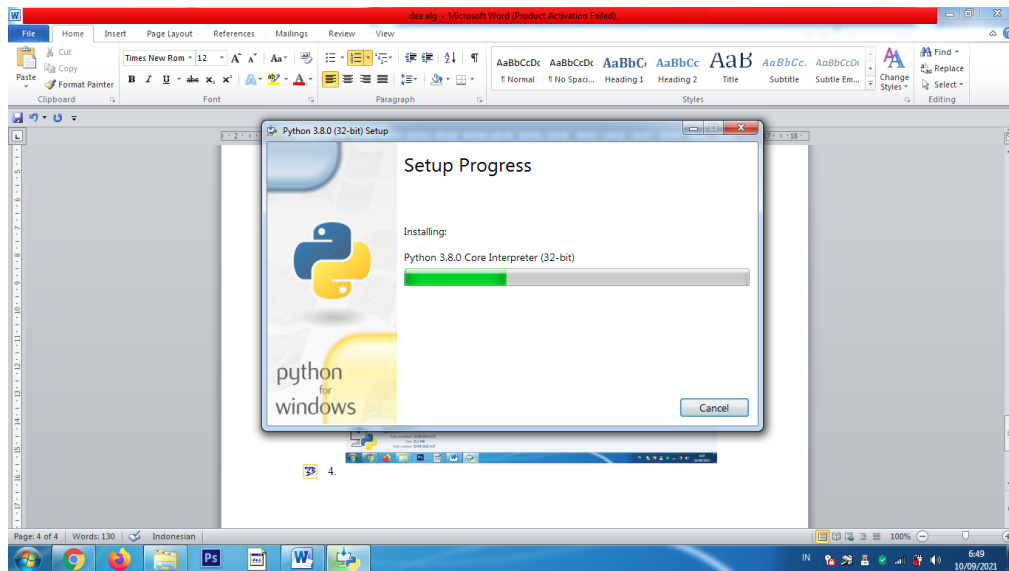 dea.alg - Microsoft Word (Product Activation Failed)
File Home Insert Page Layout References Mailings Review View
Cut
Copy
Format Painter
Paste
Times New Rom 12
AaBbCcDc AaBbCcDc AaBbC AaBbCc AaB AaBbCc. AaBbCcDi
¶ Normal ¶ No Spaci... Heading 1 Heading 2 Title Subtitle Subtle Em...
Change Styles
Find
Replace
Select
Clipboard Font Paragraph Styles Editing
Python 3.8.0 (32-bit) Setup
Setup Progress
Installing:
Python 3.8.0 Core Interpreter (32-bit)
python
for
windows
Cancel
4.
Page: 4 of 4 Words: 130 Indonesian 100%
Ps
IN
6:49
10/09/2021